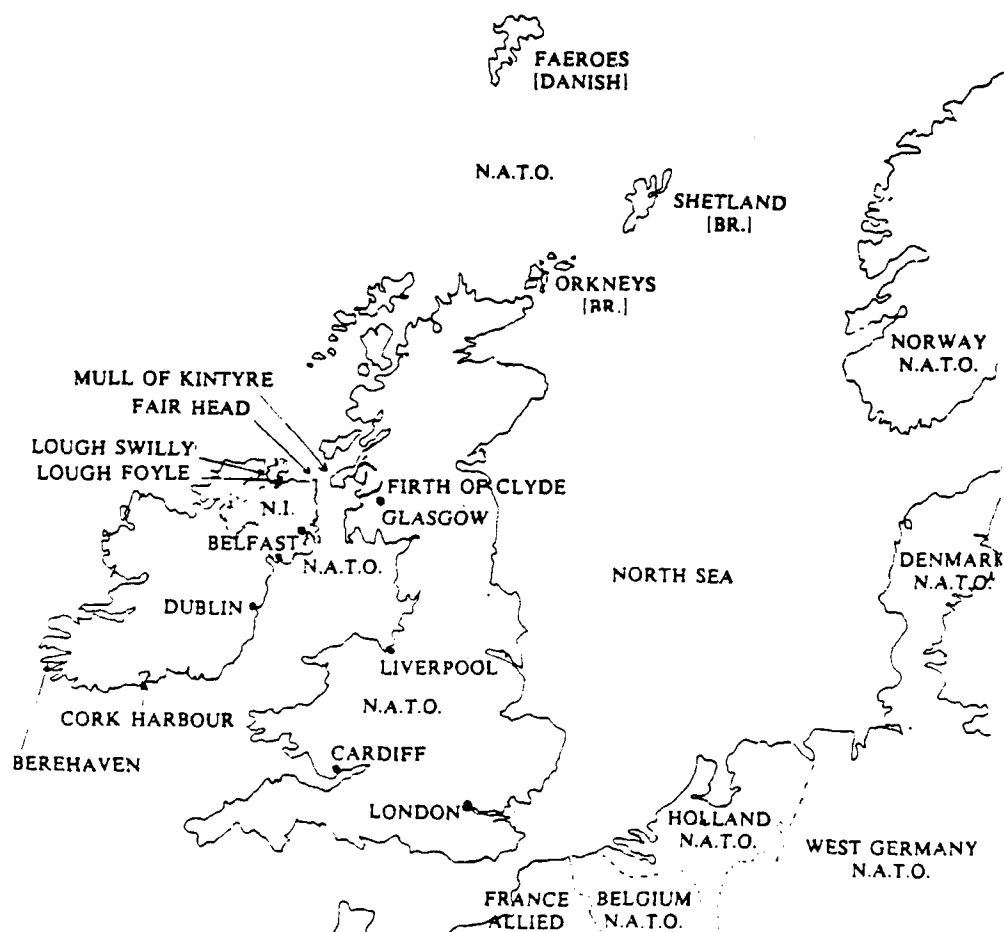 FAEROES
[DANISH]
N.A.T.O.
SHETLAND
[BR.]
ORKNEYS
[BR.]
NORWAY
N.A.T.O.
MULL OF KINTYRE
FAIR HEAD
LOUGH SWILLY
LOUGH FOYLE
FIRTH OF CLYDE
N.I.
GLASGOW
BELFAST
N.A.T.O.
NORTH SEA
DENMARK
N.A.T.O.
DUBLIN
LIVERPOOL
N.A.T.O.
CORK HARBOUR
BEREHAVEN
CARDIFF
LONDON
HOLLAND
N.A.T.O.
WEST GERMANY
N.A.T.O.
FRANCE
ALLIED
BELGIUM
N.A.T.O.